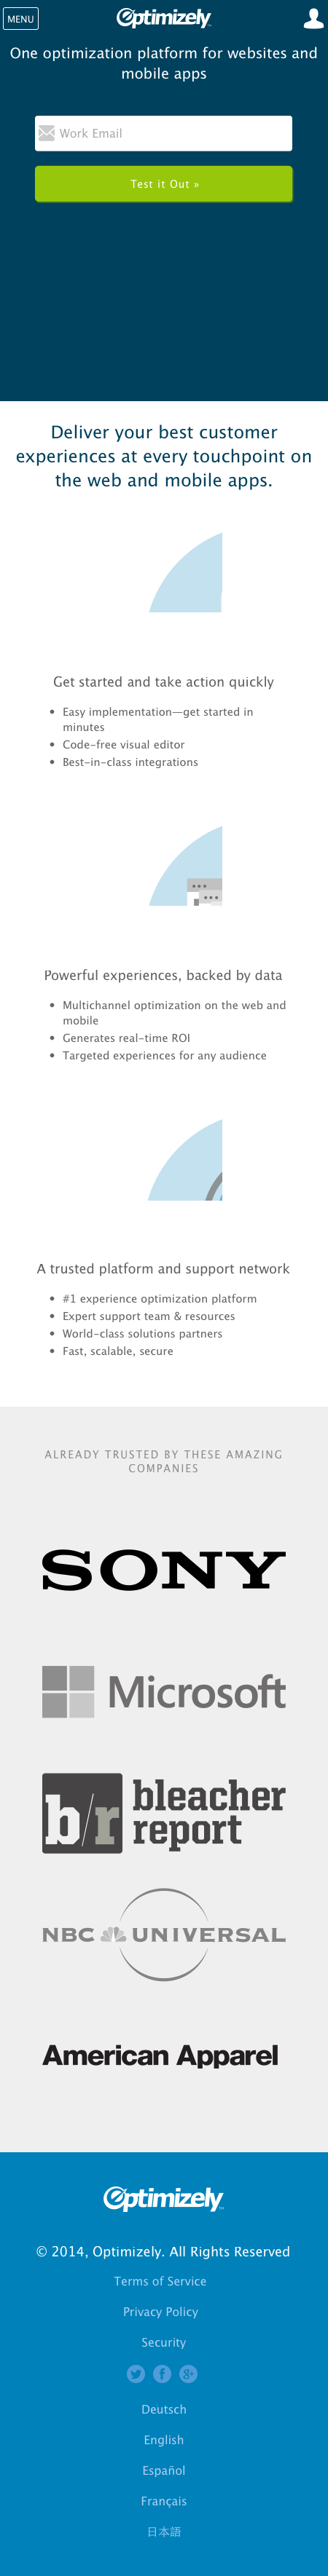 MENU
Optimizely
One optimization platform for websites and
mobile apps
Work Email
Test it Out »
Deliver your best customer
experiences at every touchpoint on
the web and mobile apps.
Get started and take action quickly
• Easy implementation—get started in
minutes
• Code-free visual editor
• Best-in-class integrations
Powerful experiences, backed by data
• Multichannel optimization on the web and
mobile
• Generates real-time ROI
• Targeted experiences for any audience
A trusted platform and support network
• #1 experience optimization platform
• Expert support team & resources
• World-class solutions partners
• Fast, scalable, secure
ALREADY TRUSTED BY THESE AMAZING
COMPANIES
SONY
Microsoft
b/r bleacher
report
NBC UNIVERSAL
American Apparel
Optimizely
© 2014, Optimizely. All Rights Reserved
Terms of Service
Privacy Policy
Security
Deutsch
English
Español
Français
日本語